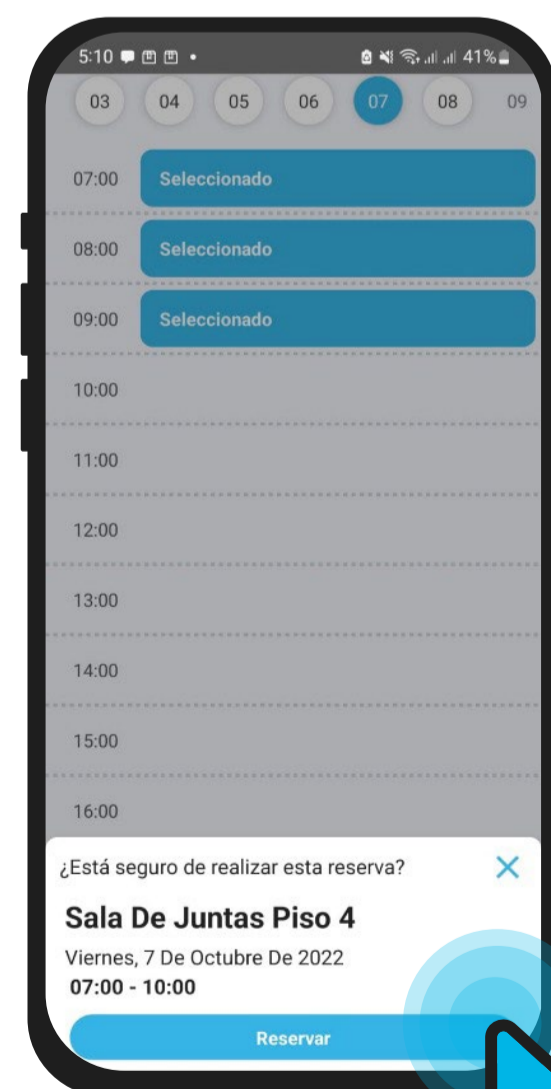 5:10 41%
03 04 05 06 07 08 09
07:00 Seleccionado
08:00 Seleccionado
09:00 Seleccionado
10:00
11:00
12:00
13:00
14:00
15:00
16:00
¿Está seguro de realizar esta reserva?
Sala De Juntas Piso 4
Viernes, 7 De Octubre De 2022
07:00 - 10:00
Reservar